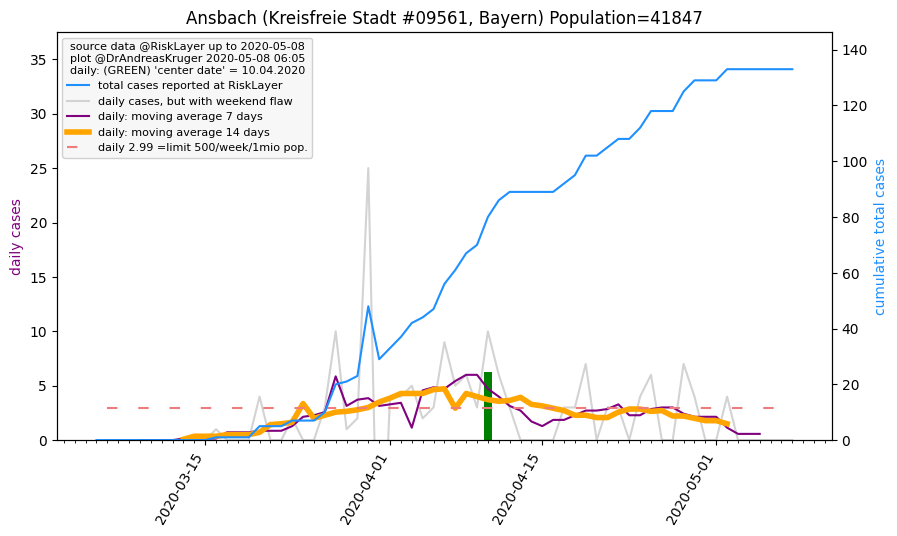 Ansbach (Kreisfreie Stadt #09561, Bayern) Population=41847
source data @RiskLayer up to 2020-05-08
plot @DrAndreasKruger 2020-05-08 06:05
daily: (GREEN) 'center date' = 10.04.2020
total cases reported at RiskLayer
daily cases, but with weekend flaw
daily: moving average 7 days
daily: moving average 14 days
daily 2.99 =limit 500/week/1mio pop.
daily cases
35
30
25
20
15
10
5
0
cumulative total cases
140
120
100
80
60
40
20
0
2020-03-15
2020-04-01
2020-04-15
2020-05-01